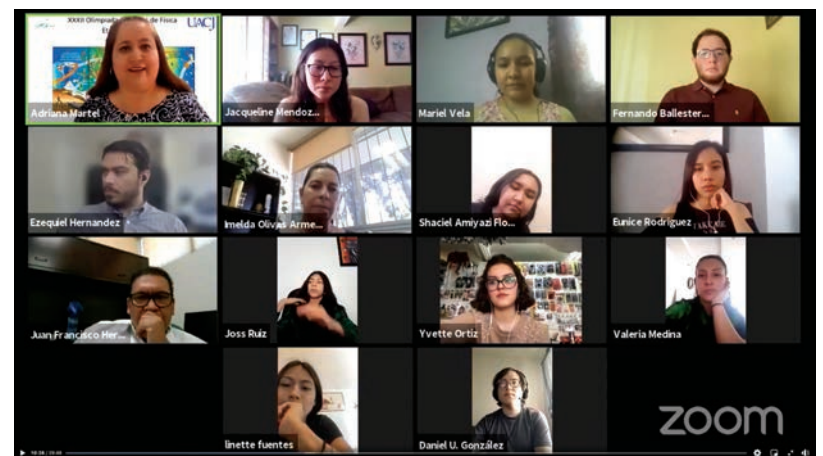 XXXII Olimpiada
de Física
UACJ
Adriana Martel
Jacqueline Mendoz...
Mariel Vela
Fernando Ballester...
Ezequiel Hernandez
Imelda Olivas Arme...
Shaciel Amiyazi Flo...
Eunice Rodriguez
Juan Francisco Her...
Joss Ruiz
Yvette Ortiz
Valeria Medina
linette fuentes
Daniel U. González
zoom